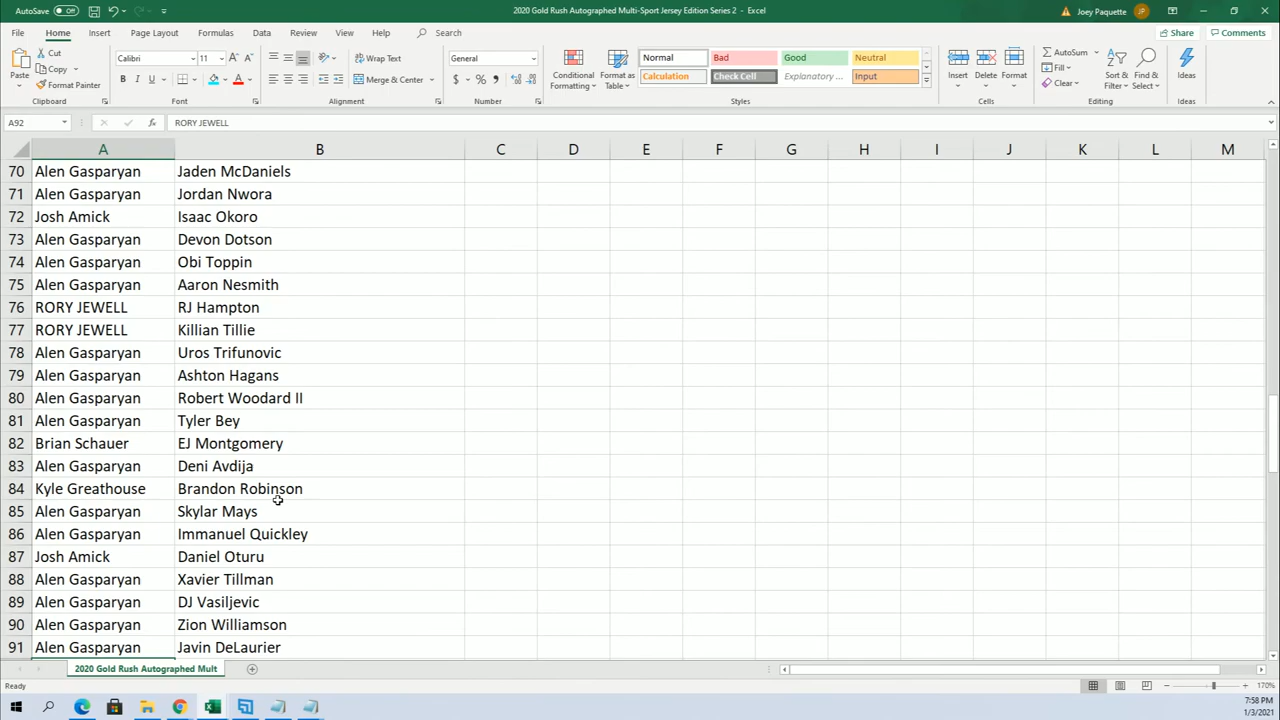 AutoSave Off 2020 Gold Rush Autographed Multi-Sport Jersey Edition Series 2 - Excel Joey Paquette JP
File Home Insert Page Layout Formulas Data Review View Help Search Share Comments
Paste Cut Copy Format Painter Calibri 11 Wrap Text Merge & Center General Conditional Formatting Format as Table Normal Bad Good Neutral Calculation Check Cell Explanatory ... Input Insert Delete Format AutoSum Fill Clear Sort & Filter Find & Select Ideas
Clipboard Font Alignment Number Styles Cells Editing Ideas
A92 RORY JEWELL
A B C D E F G H I J K L M
70 Alen Gasparyan Jaden McDaniels
71 Alen Gasparyan Jordan Nwora
72 Josh Amick Isaac Okoro
73 Alen Gasparyan Devon Dotson
74 Alen Gasparyan Obi Toppin
75 Alen Gasparyan Aaron Nesmith
76 RORY JEWELL RJ Hampton
77 RORY JEWELL Killian Tillie
78 Alen Gasparyan Uros Trifunovic
79 Alen Gasparyan Ashton Hagans
80 Alen Gasparyan Robert Woodard II
81 Alen Gasparyan Tyler Bey
82 Brian Schauer EJ Montgomery
83 Alen Gasparyan Deni Avdija
84 Kyle Greathouse Brandon Robinson
85 Alen Gasparyan Skylar Mays
86 Alen Gasparyan Immanuel Quickley
87 Josh Amick Daniel Oturu
88 Alen Gasparyan Xavier Tillman
89 Alen Gasparyan DJ Vasiljevic
90 Alen Gasparyan Zion Williamson
91 Alen Gasparyan Javin DeLaurier
2020 Gold Rush Autographed Mult
Ready 170%
7:58 PM
1/3/2021